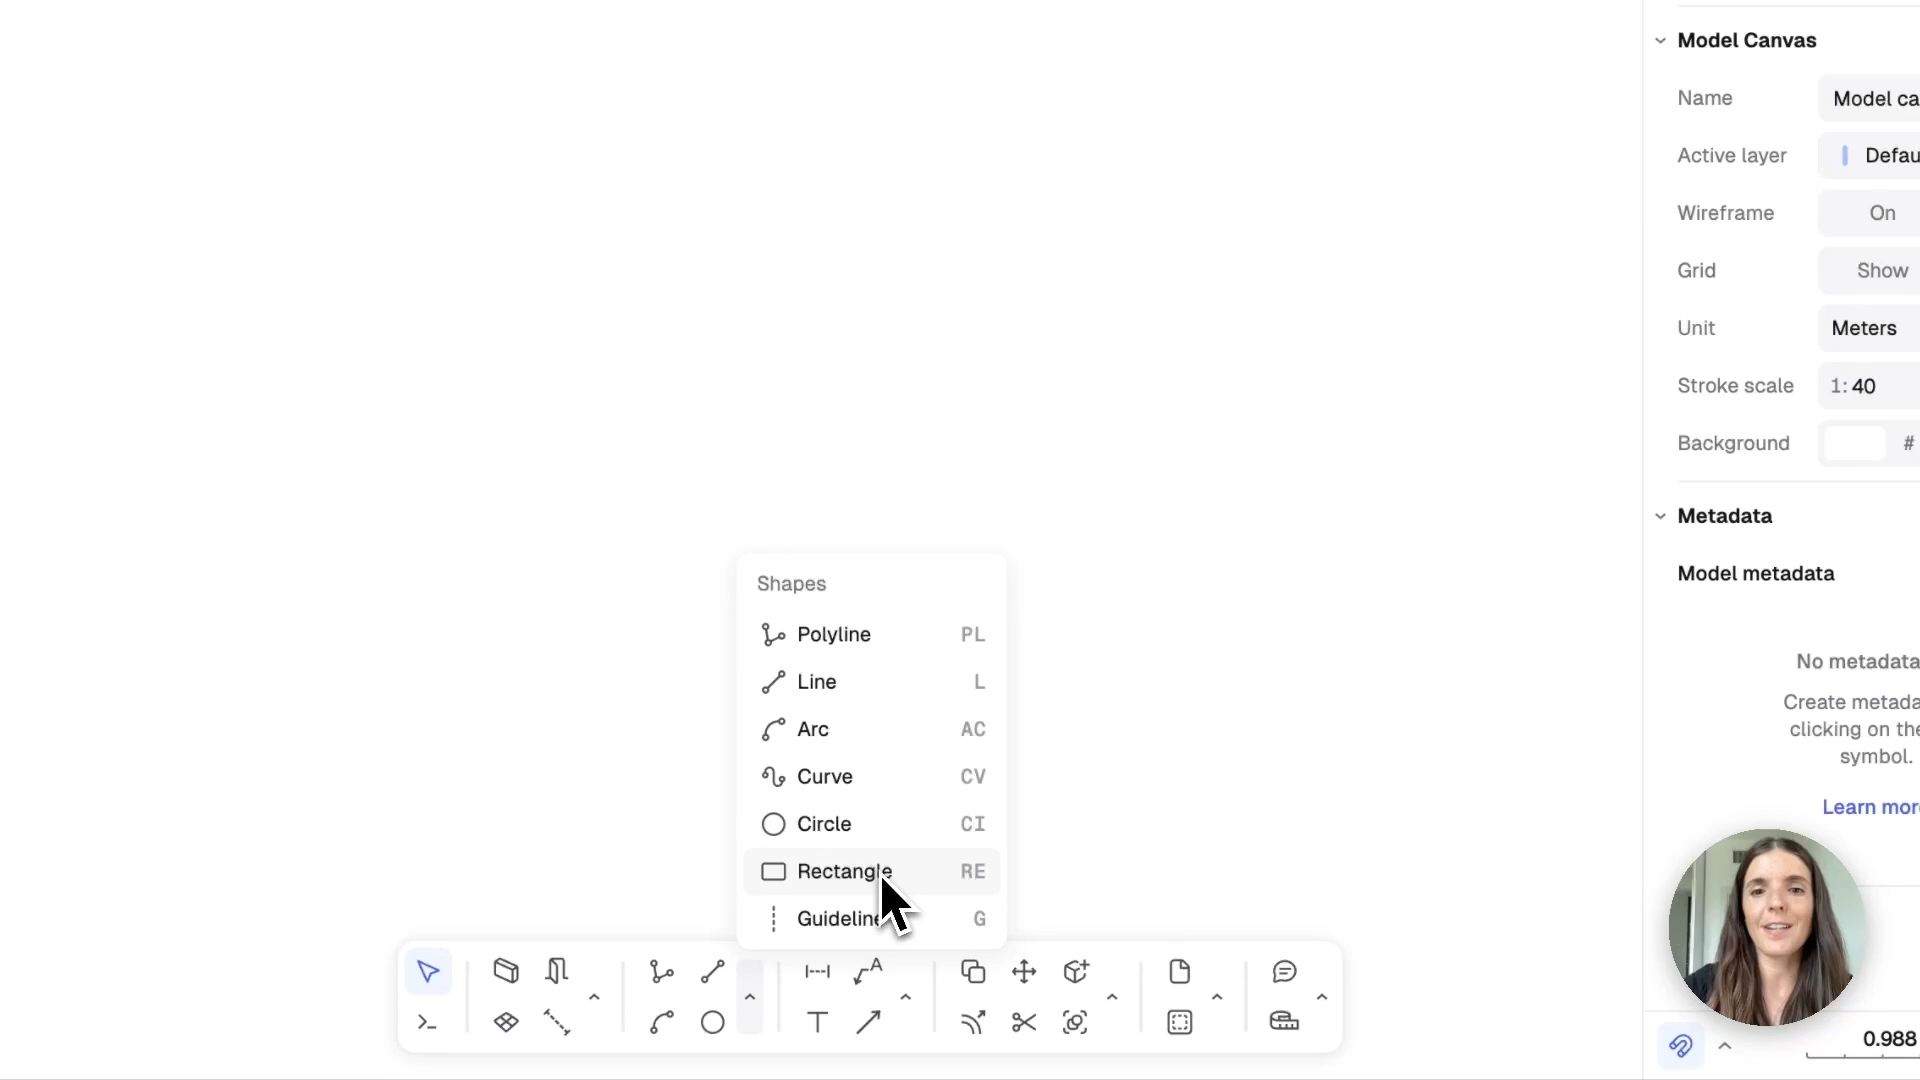 Model Canvas
Name
Model ca
Active layer
Defau
Wireframe
On
Grid
Show
Unit
Meters
Stroke scale
1: 40
Background
#
Metadata
Model metadata
No metadata
Create metada
clicking on the
symbol.
Learn more
Shapes
Polyline PL
Line L
Arc AC
Curve CV
Circle CI
Rectangle RE
Guideline G
0.988